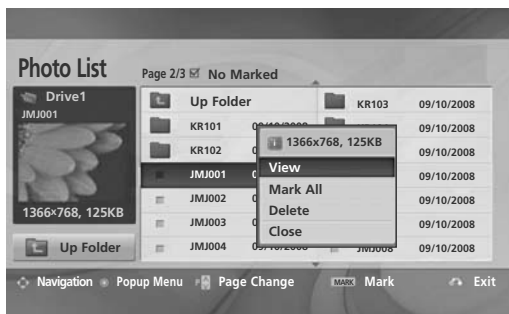 Photo List
Page 2/3 No Marked
Drive1
JMJ001
1366×768, 125KB
Up Folder
Up Folder
KR101
KR102
JMJ001
JMJ002
JMJ003
JMJ004
KR103 09/10/2008
09/10/2008
09/10/2008
09/10/2008
09/10/2008
09/10/2008
JMJ008 09/10/2008
1366x768, 125KB
View
Mark All
Delete
Close
Navigation Popup Menu Page Change MARK Mark Exit